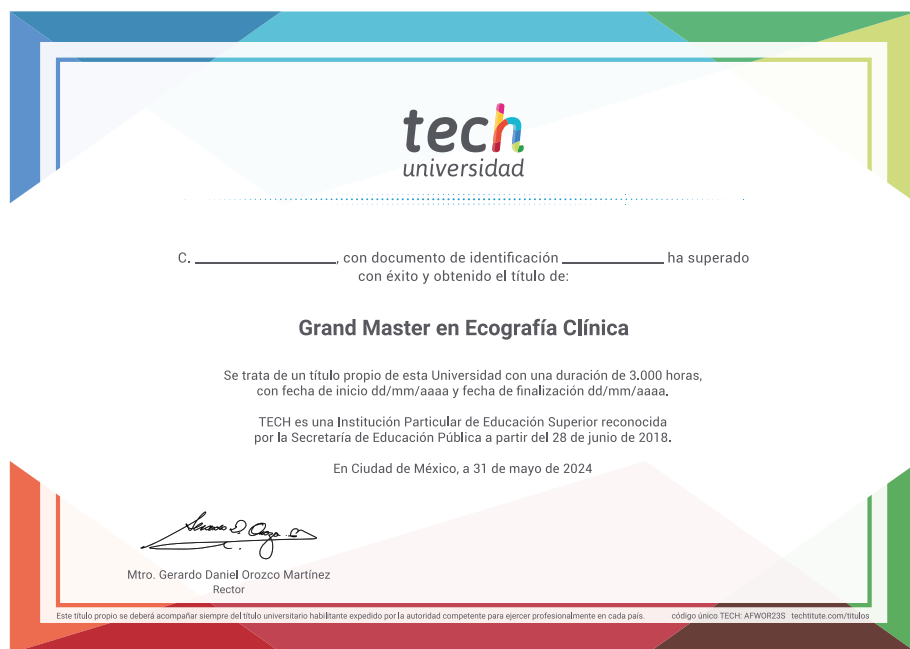 tech
universidad
C. ________________, con documento de identificación ____________ ha superado
con éxito y obtenido el título de:
Grand Master en Ecografía Clínica
Se trata de un título propio de esta Universidad con una duración de 3.000 horas,
con fecha de inicio dd/mm/aaaa y fecha de finalización dd/mm/aaaa.
TECH es una Institución Particular de Educación Superior reconocida
por la Secretaría de Educación Pública a partir del 28 de junio de 2018.
En Ciudad de México, a 31 de mayo de 2024
Mtro. Gerardo Daniel Orozco Martínez
Rector
Este título propio se deberá acompañar siempre del título universitario habilitante expedido por la autoridad competente para ejercer profesionalmente en cada país. código único TECH: AFWOR23S techtitute.com/titulos